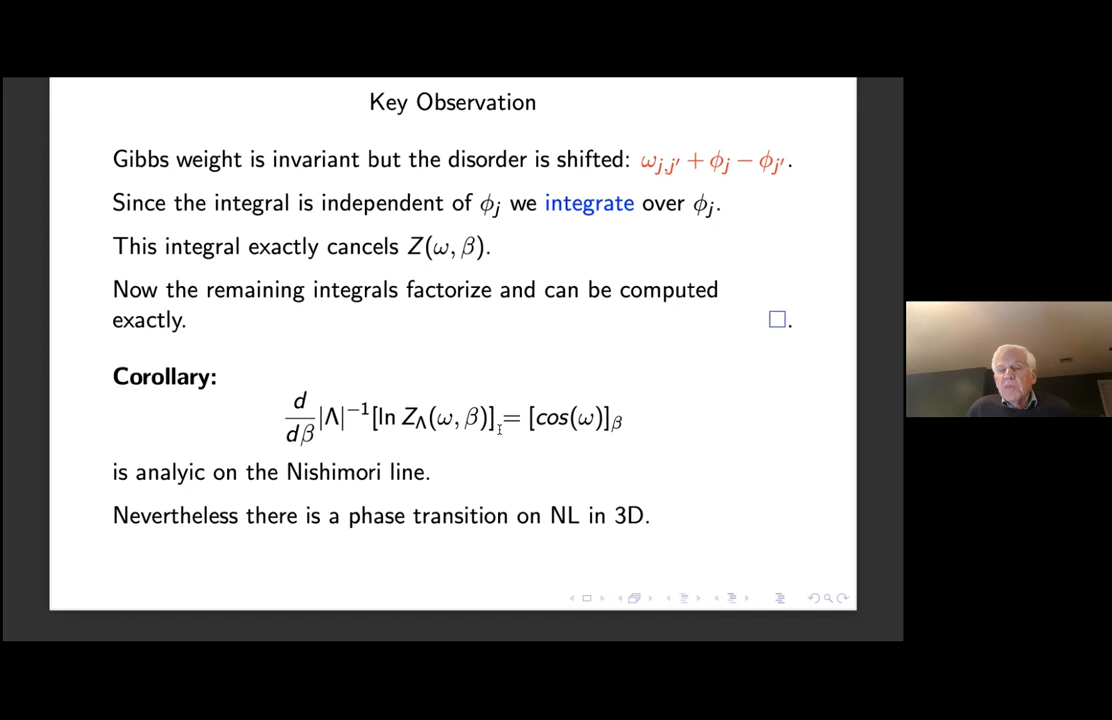 Key Observation
Gibbs weight is invariant but the disorder is shifted: ω_{j,j'} + ϕ_j − ϕ_{j'}.
Since the integral is independent of ϕ_j we integrate over ϕ_j.
This integral exactly cancels Z(ω, β).
Now the remaining integrals factorize and can be computed
exactly. □.
Corollary:
d/dβ |Λ|^{−1}[ln Z_Λ(ω, β)] = [cos(ω)]_β
is analyic on the Nishimori line.
Nevertheless there is a phase transition on NL in 3D.